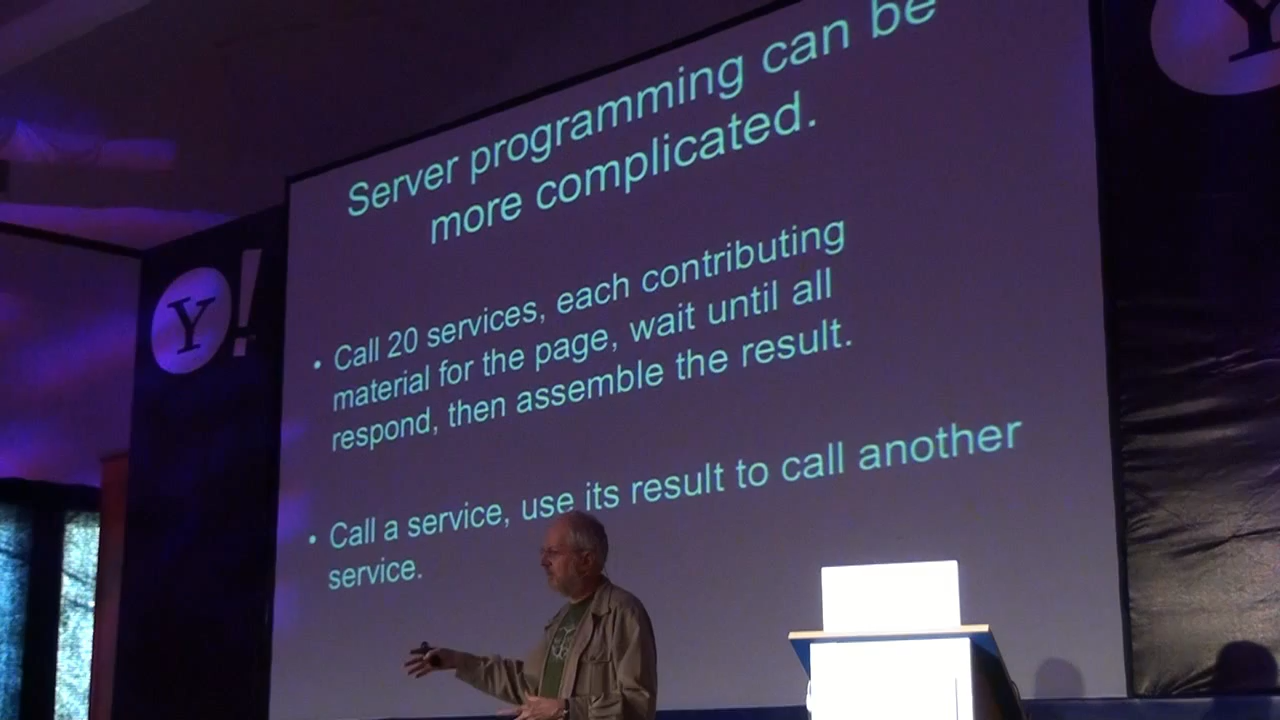 Server programming can be
more complicated.
• Call 20 services, each contributing
material for the page, wait until all
respond, then assemble the result.
• Call a service, use its result to call another
service.
Y!
Y